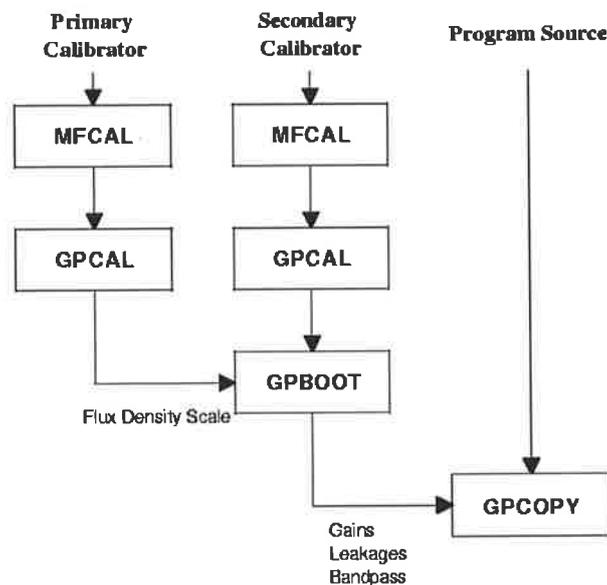 Primary
Calibrator
Secondary
Calibrator
Program Source
MFCAL
MFCAL
GPCAL
GPCAL
GPBOOT
Flux Density Scale
GPCOPY
Gains
Leakages
Bandpass